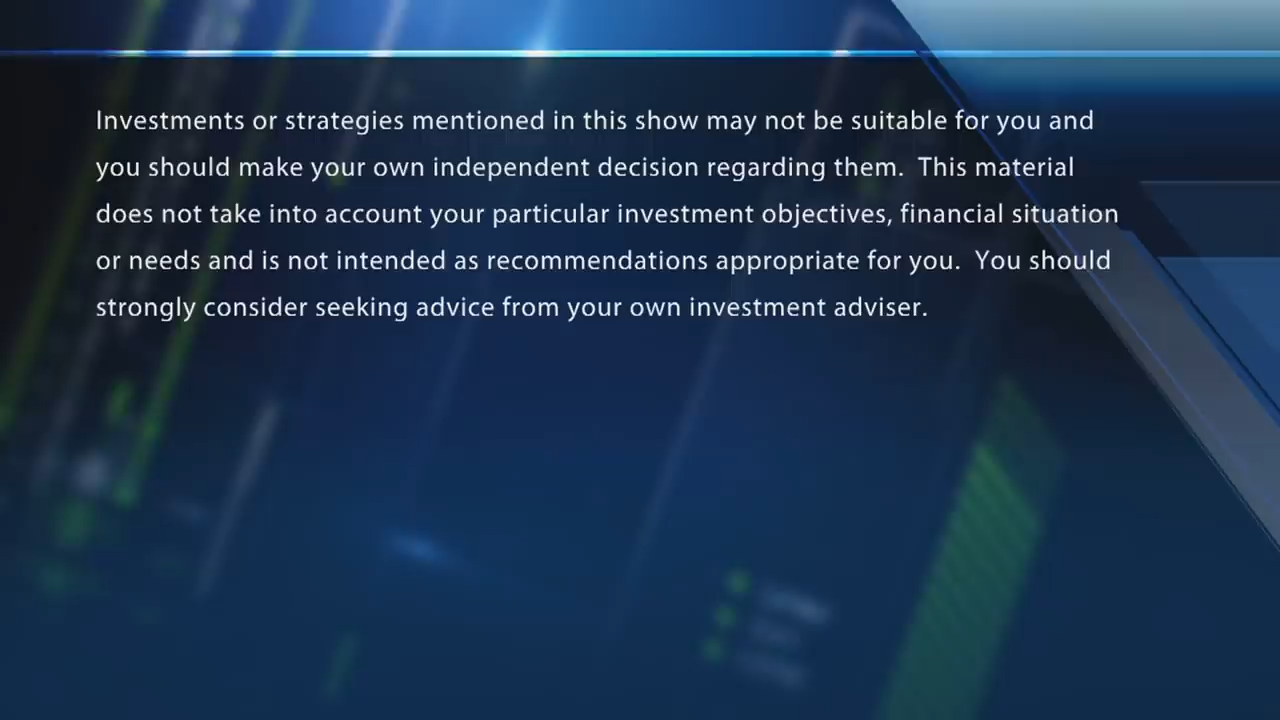 Investments or strategies mentioned in this show may not be suitable for you and
you should make your own independent decision regarding them.  This material
does not take into account your particular investment objectives, financial situation
or needs and is not intended as recommendations appropriate for you.  You should
strongly consider seeking advice from your own investment adviser.